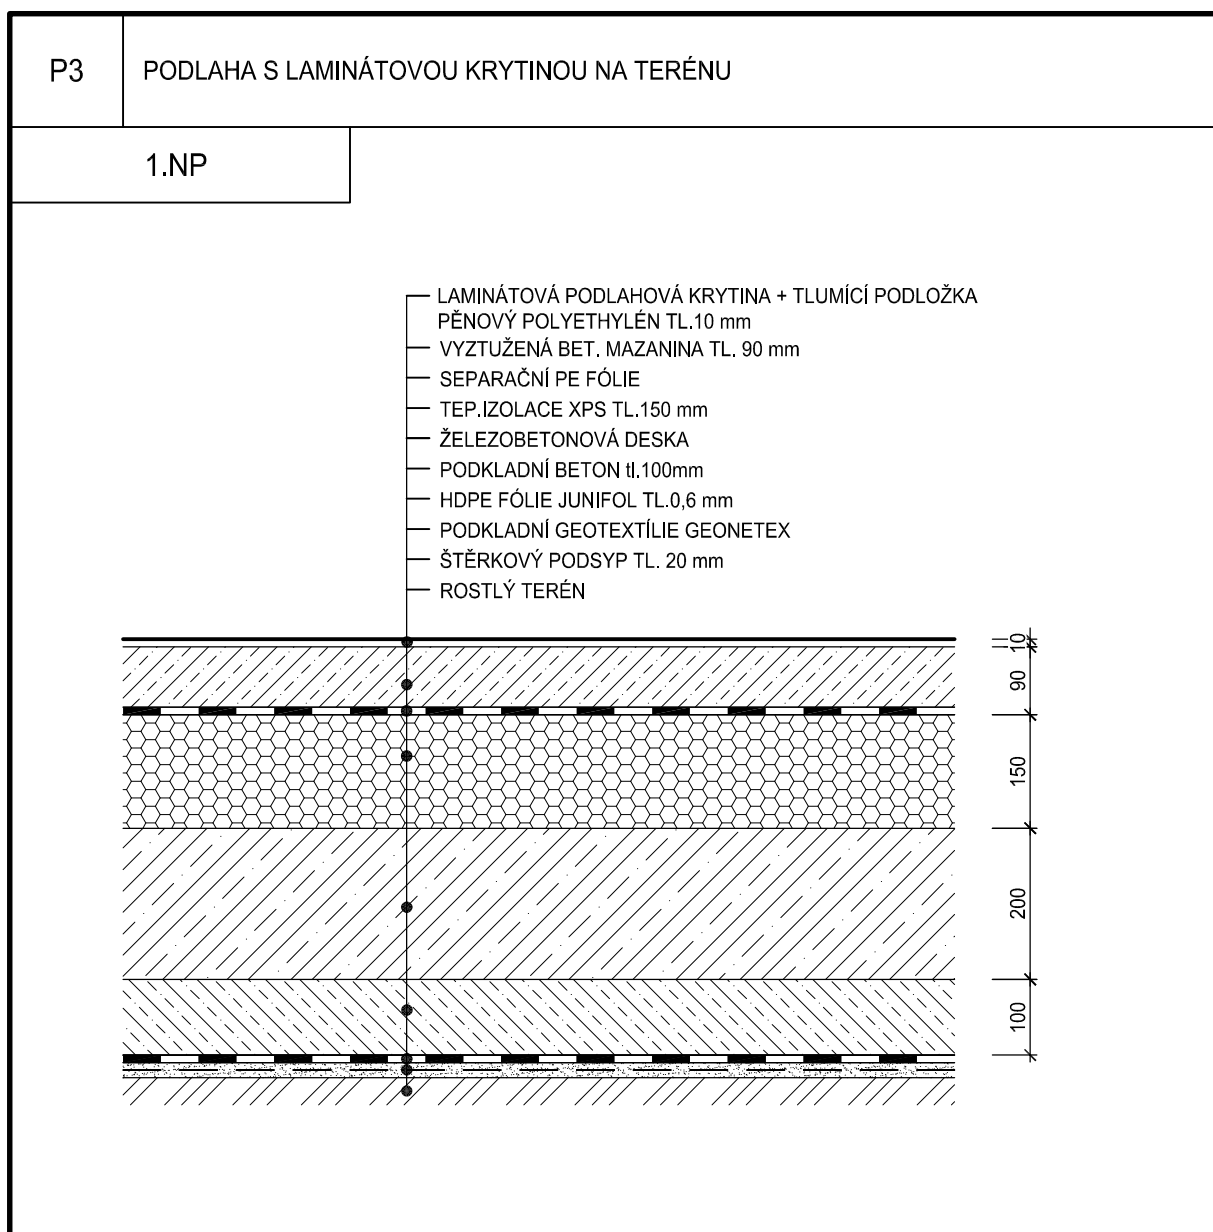 P3
PODLAHA S LAMINÁTOVOU KRYTINOU NA TERÉNU
1.NP
LAMINÁTOVÁ PODLAHOVÁ KRYTINA + TLUMÍCÍ PODLOŽKA
PĚNOVÝ POLYETHYLÉN TL.10 mm
VYZTUŽENÁ BET. MAZANINA TL. 90 mm
SEPARAČNÍ PE FÓLIE
TEP.IZOLACE XPS TL.150 mm
ŽELEZOBETONOVÁ DESKA
PODKLADNÍ BETON tl.100mm
HDPE FÓLIE JUNIFOL TL.0,6 mm
PODKLADNÍ GEOTEXTÍLIE GEONETEX
ŠTĚRKOVÝ PODSYP TL. 20 mm
ROSTLÝ TERÉN
10
90
150
200
100